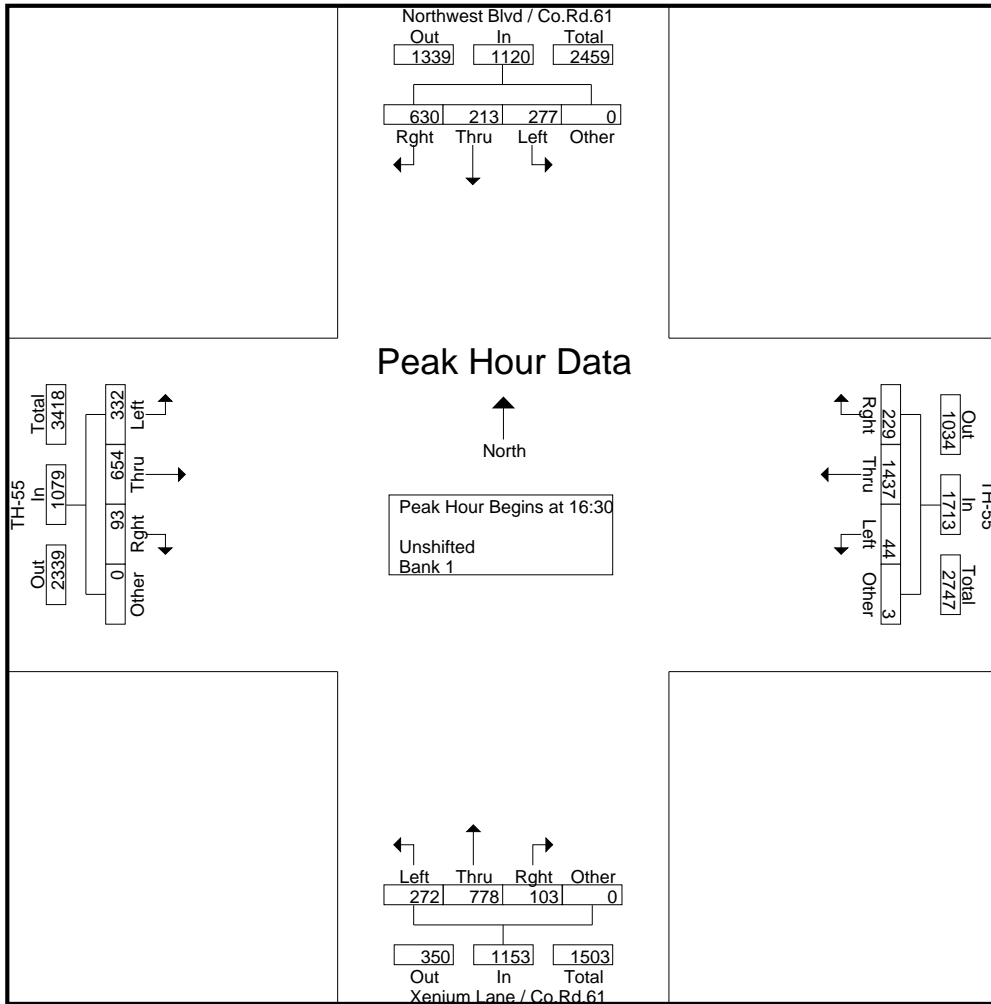 Northwest Blvd / Co.Rd.61
Out In Total
1339 1120 2459
630 213 277 0
Rght Thru Left Other
Peak Hour Data
North
Peak Hour Begins at 16:30
Unshifted
Bank 1
TH-55
Total In Out
3418 1079 2339
332 654 93 0
Left Thru Rght Other
TH-55
Out In Total
1034 1713 2747
229 1437 44 3
Rght Thru Left Other
Left Thru Rght Other
272 778 103 0
350 1153 1503
Out In Total
Xenium Lane / Co.Rd.61